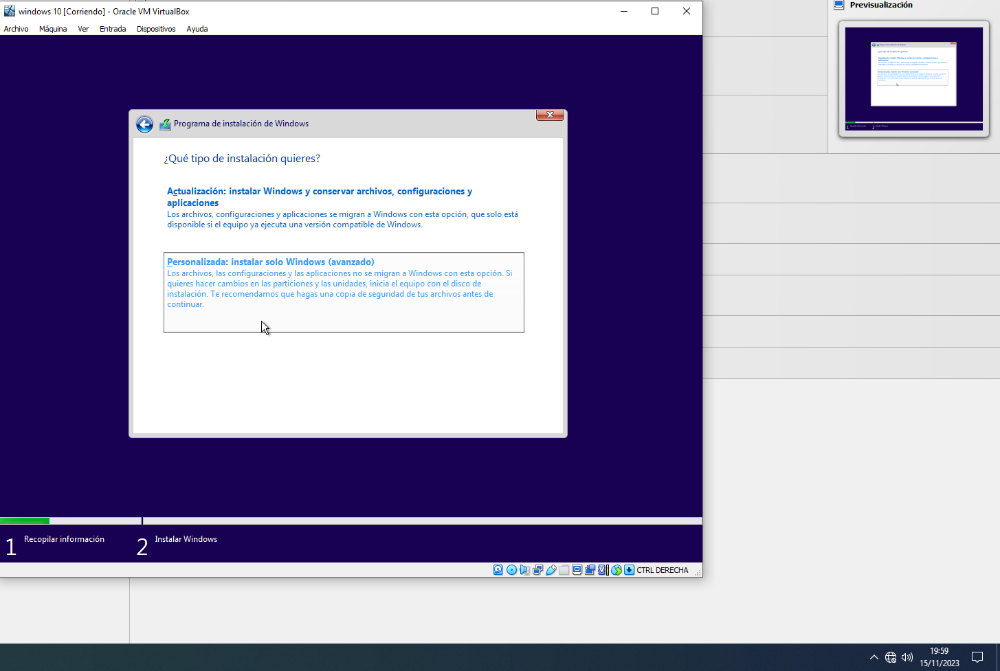 windows 10 [Corriendo] - Oracle VM VirtualBox
Archivo Máquina Ver Entrada Dispositivos Ayuda
Previsualización
Programa de instalación de Windows
¿Qué tipo de instalación quieres?
Actualización: instalar Windows y conservar archivos, configuraciones y
aplicaciones
Los archivos, configuraciones y aplicaciones se migran a Windows con esta opción, que solo está
disponible si el equipo ya ejecuta una versión compatible de Windows.
Personalizada: instalar solo Windows (avanzado)
Los archivos, las configuraciones y las aplicaciones no se migran a Windows con esta opción. Si
quieres hacer cambios en las particiones y las unidades, inicia el equipo con el disco de
instalación. Te recomendamos que hagas una copia de seguridad de tus archivos antes de
continuar.
1 Recopilar información 2 Instalar Windows
CTRL DERECHA
19:59
15/11/2023